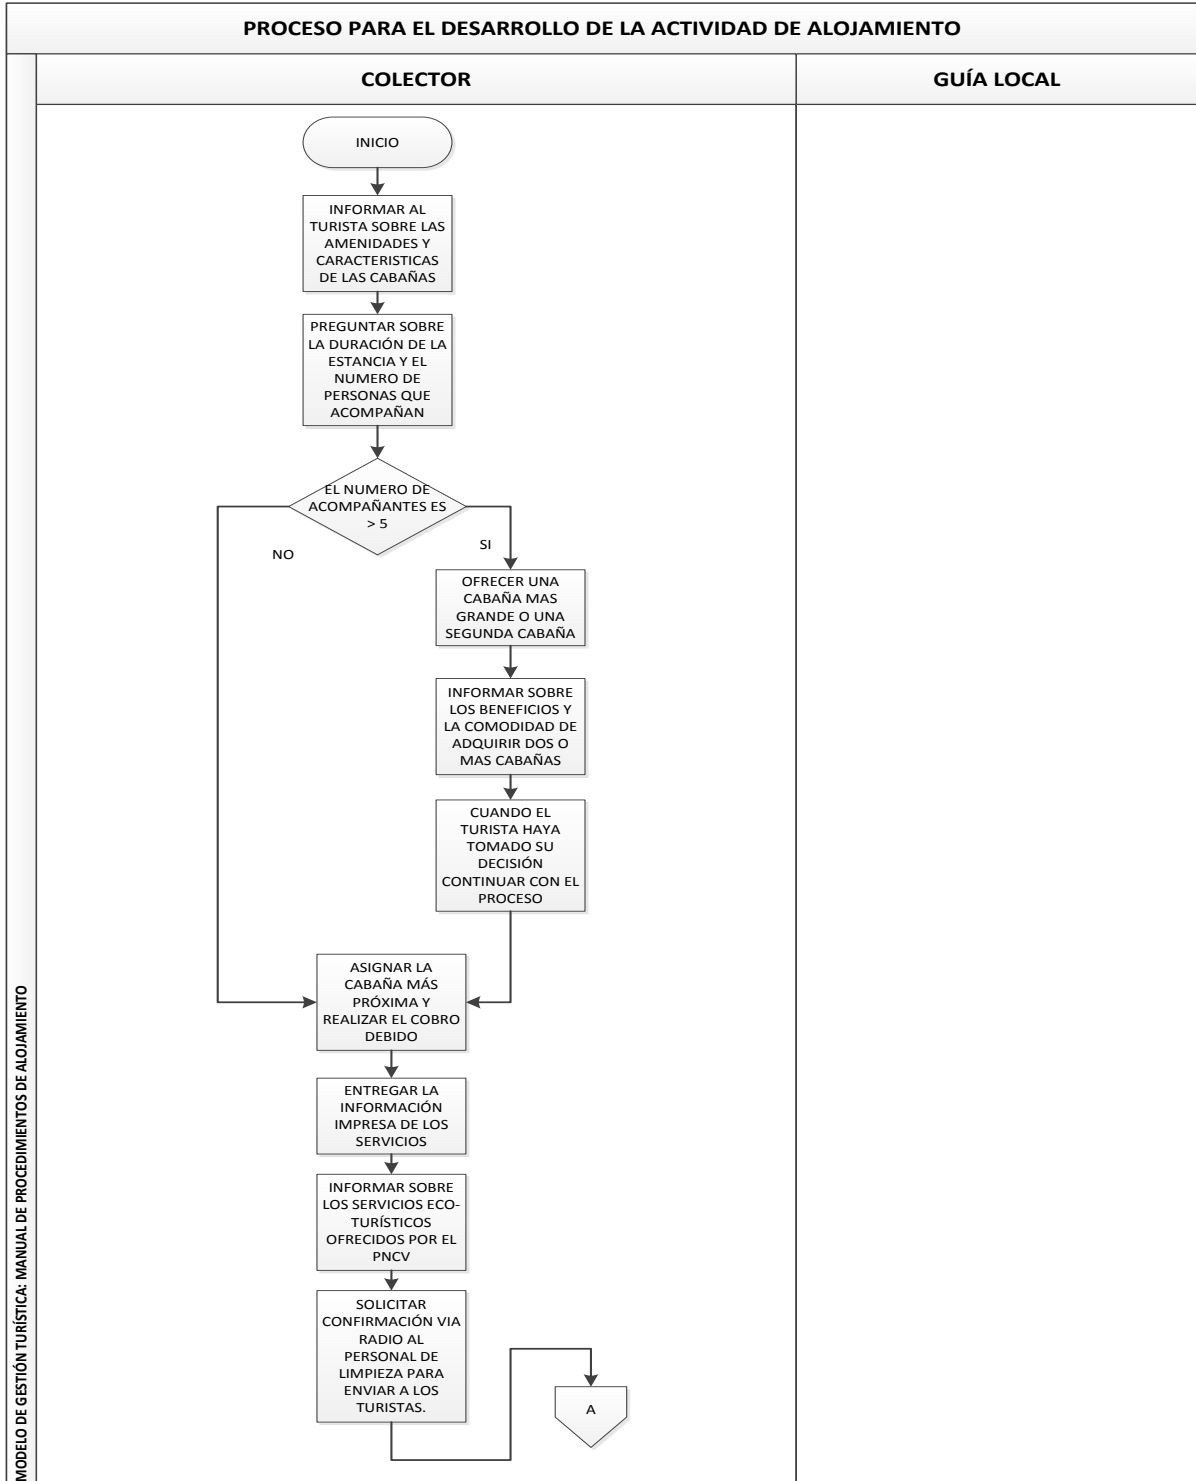 PROCESO PARA EL DESARROLLO DE LA ACTIVIDAD DE ALOJAMIENTO
COLECTOR
GUÍA LOCAL
INICIO
INFORMAR AL
TURISTA SOBRE LAS
AMENIDADES Y
CARACTERISTICAS
DE LAS CABAÑAS
PREGUNTAR SOBRE
LA DURACIÓN DE LA
ESTANCIA Y EL
NUMERO DE
PERSONAS QUE
ACOMPAÑAN
EL NUMERO DE
ACOMPAÑANTES ES
> 5
NO
SI
OFRECER UNA
CABAÑA MAS
GRANDE O UNA
SEGUNDA CABAÑA
INFORMAR SOBRE
LOS BENEFICIOS Y
LA COMODIDAD DE
ADQUIRIR DOS O
MAS CABAÑAS
CUANDO EL
TURISTA HAYA
TOMADO SU
DECISIÓN
CONTINUAR CON EL
PROCESO
ASIGNAR LA
CABAÑA MÁS
PRÓXIMA Y
REALIZAR EL COBRO
DEBIDO
ENTREGAR LA
INFORMACIÓN
IMPRESA DE LOS
SERVICIOS
INFORMAR SOBRE
LOS SERVICIOS ECO-
TURÍSTICOS
OFRECIDOS POR EL
PNCV
SOLICITAR
CONFIRMACIÓN VIA
RADIO AL
PERSONAL DE
LIMPIEZA PARA
ENVIAR A LOS
TURISTAS.
A
MODELO DE GESTIÓN TURÍSTICA: MANUAL DE PROCEDIMIENTOS DE ALOJAMIENTO